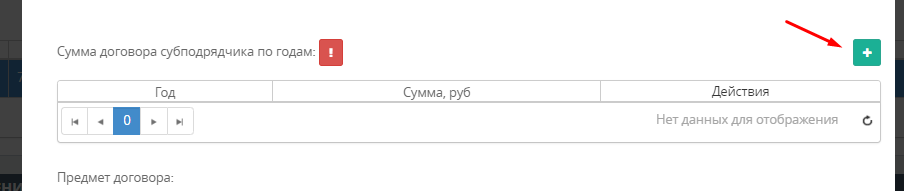 Сумма договора субподрядчика по годам: !
Год Сумма, руб Действия
0 Нет данных для отображения
Предмет договора: